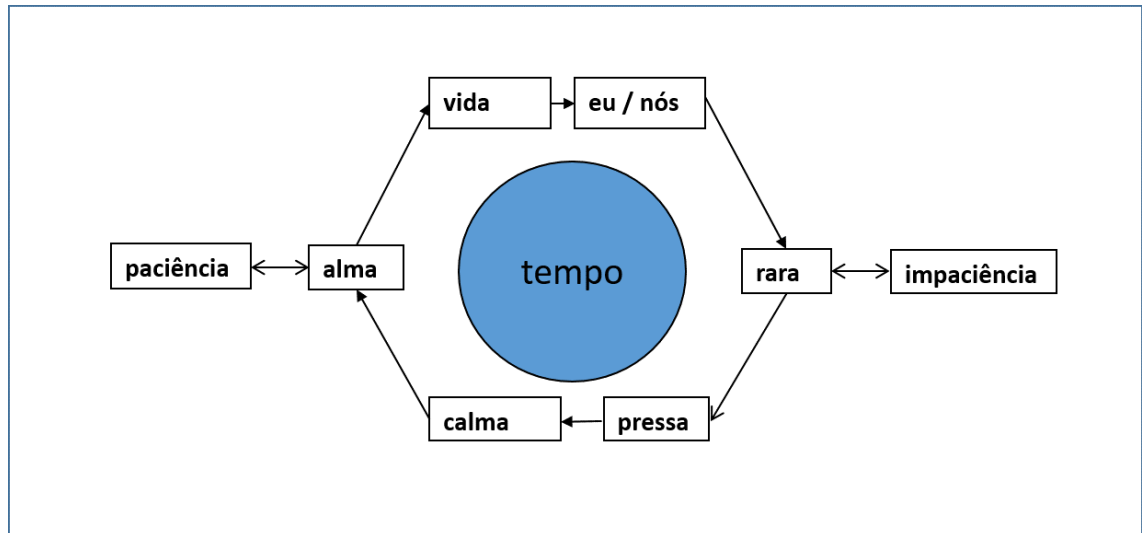 vida
eu / nós
paciência
alma
tempo
rara
impaciência
calma
pressa